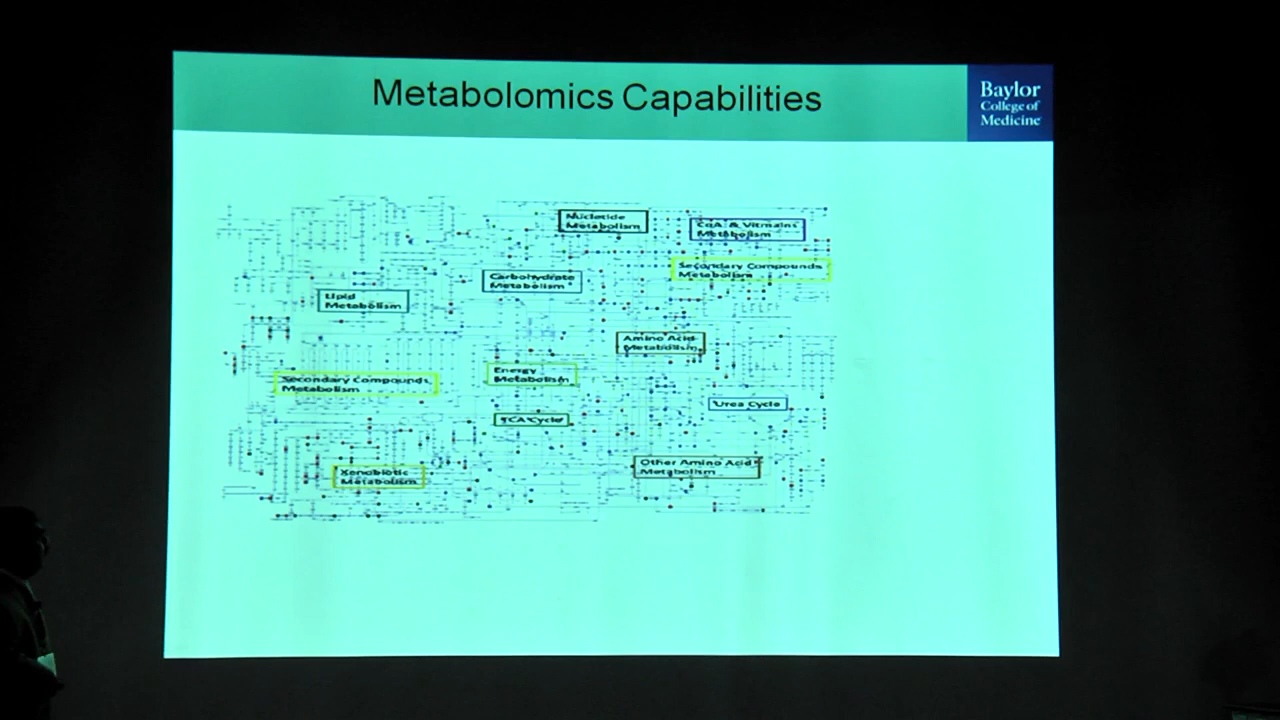 Metabolomics Capabilities
Baylor
College of
Medicine
Nucleotide
Metabolism
CoA & Vitmains
Metabolism
Secondary Compounds
Metabolism
Carbohydrate
Metabolism
Lipid
Metabolism
Amino Acid
Metabolism
Energy
Metabolism
Secondary Compounds
Metabolism
Urea Cycle
TCA Cycle
Other Amino Acid
Metabolism
Xenobiotic
Metabolism